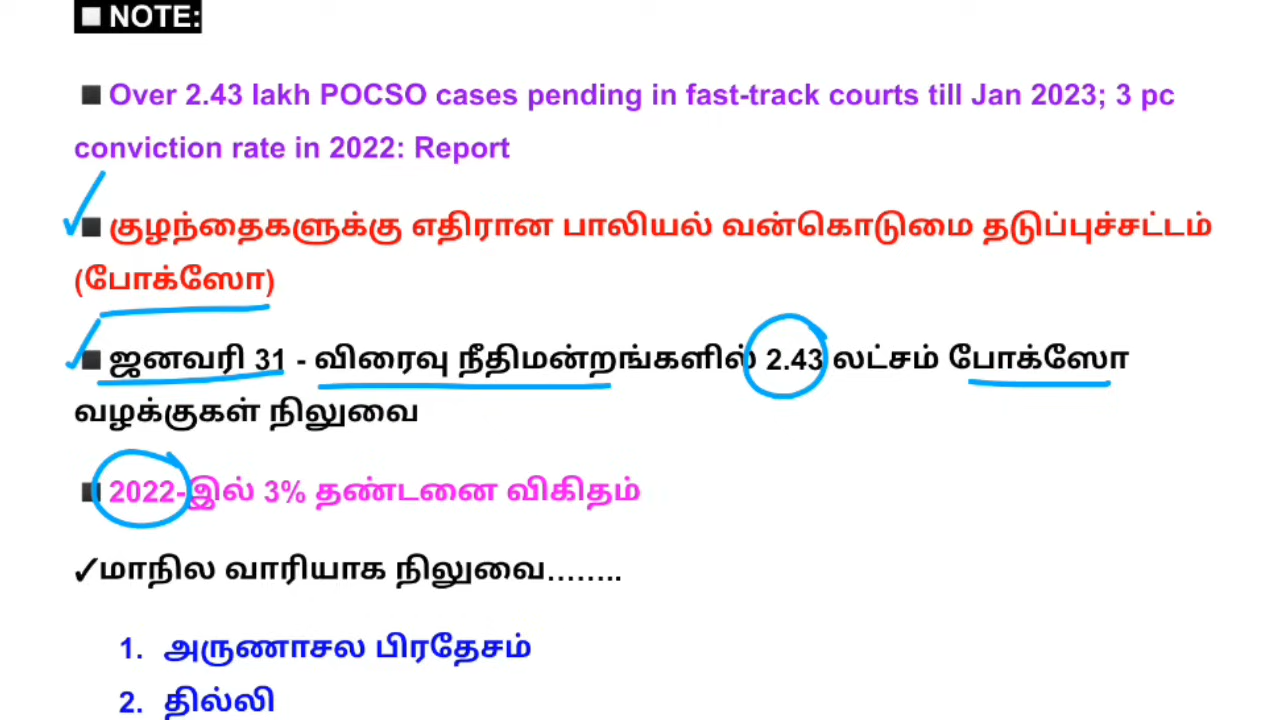 ◽NOTE:
◾Over 2.43 lakh POCSO cases pending in fast-track courts till Jan 2023; 3 pc
conviction rate in 2022: Report
◾குழந்தைகளுக்கு எதிரான பாலியல் வன்கொடுமை தடுப்புச்சட்டம்
(போக்ஸோ)
◾ஜனவரி 31 - விரைவு நீதிமன்றங்களில் 2.43 லட்சம் போக்ஸோ
வழக்குகள் நிலுவை
◾2022-இல் 3% தண்டனை விகிதம்
✓மாநில வாரியாக நிலுவை........
1. அருணாசல பிரதேசம்
2. தில்லி